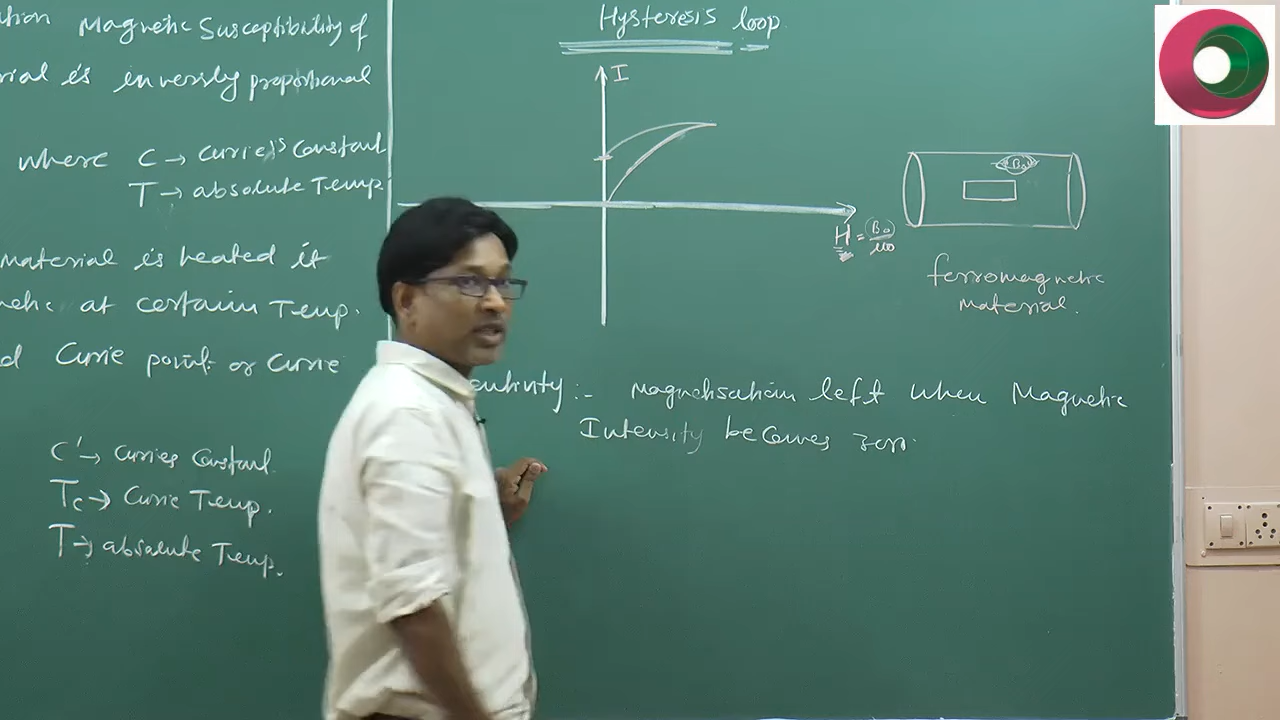 Magnetic Susceptibility of
is inversly proportional
where C → Curie's Constant
T → absolute Temp
material is heated it
at certain Temp.
Curie point or Curie
C' → Curies Constant
Tc → Curie Temp.
T → absolute Temp.
Hysteresis loop
I
H = B0/μ0
B0
ferromagnetic
material.
Magnetisation left when Magnetic
Intensity becomes zero.